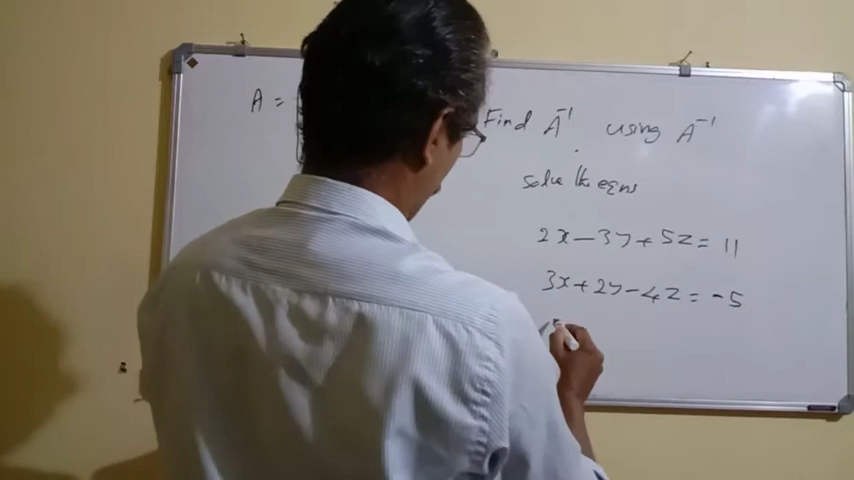 A =
Find A⁻¹ using A⁻¹
solve the eqns
2x-3y+5z= 11
3x+2y-4z= -5